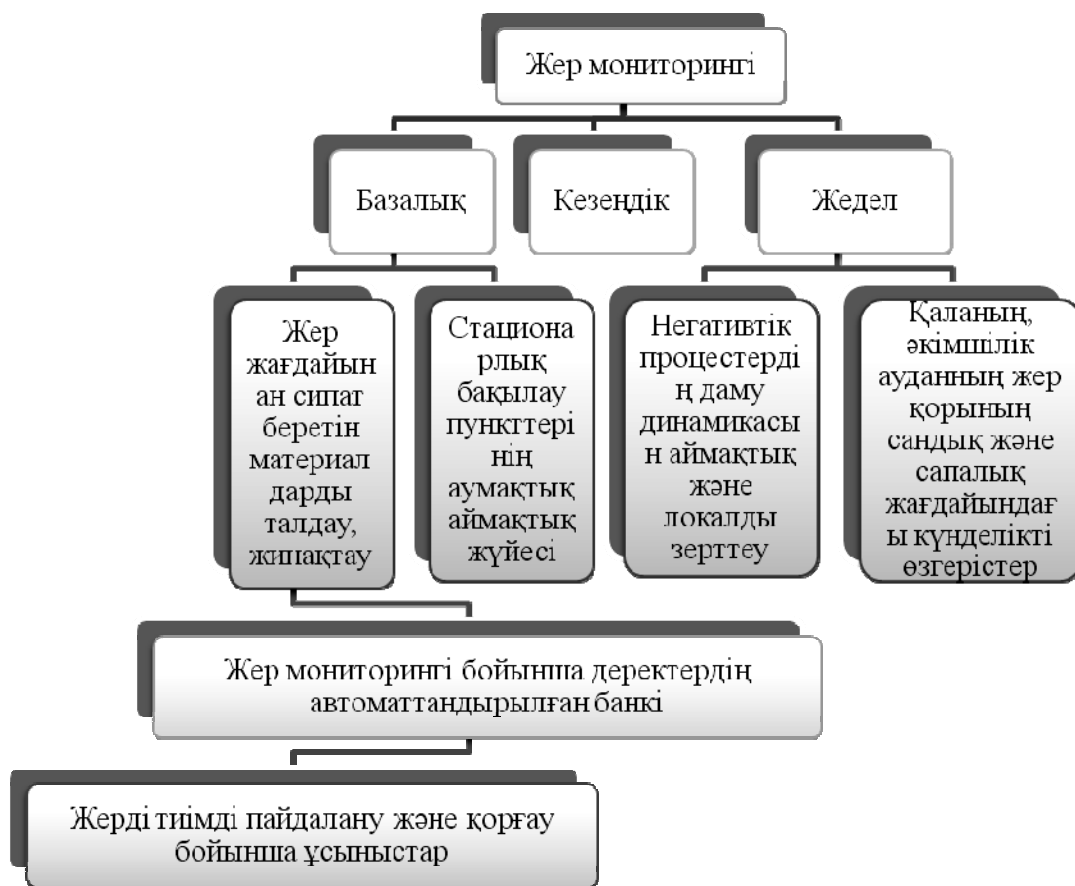 Жер мониторингі
Базалық
Кезеңдік
Жедел
Жер
жағдайын
ан сипат
беретін
материал
дарды
талдау,
жипақтау
Стациона
рлық
бақылау
пункттері
нің
аумақтық
аймақтық
жүйесі
Негативтік
процестерді
ң даму
динамикасы
н аймақтық
және
локалды
зерттеу
Қаланың,
әкімшілік
ауданның жер
қорының
сандық және
сапалық
жағдайындағ
ы күнделікті
өзгерістер
Жер мониторингі бойынша деректердің
автоматтандырылған банкі
Жерді тиімді пайдалану және қорғау
бойынша ұсыныстар